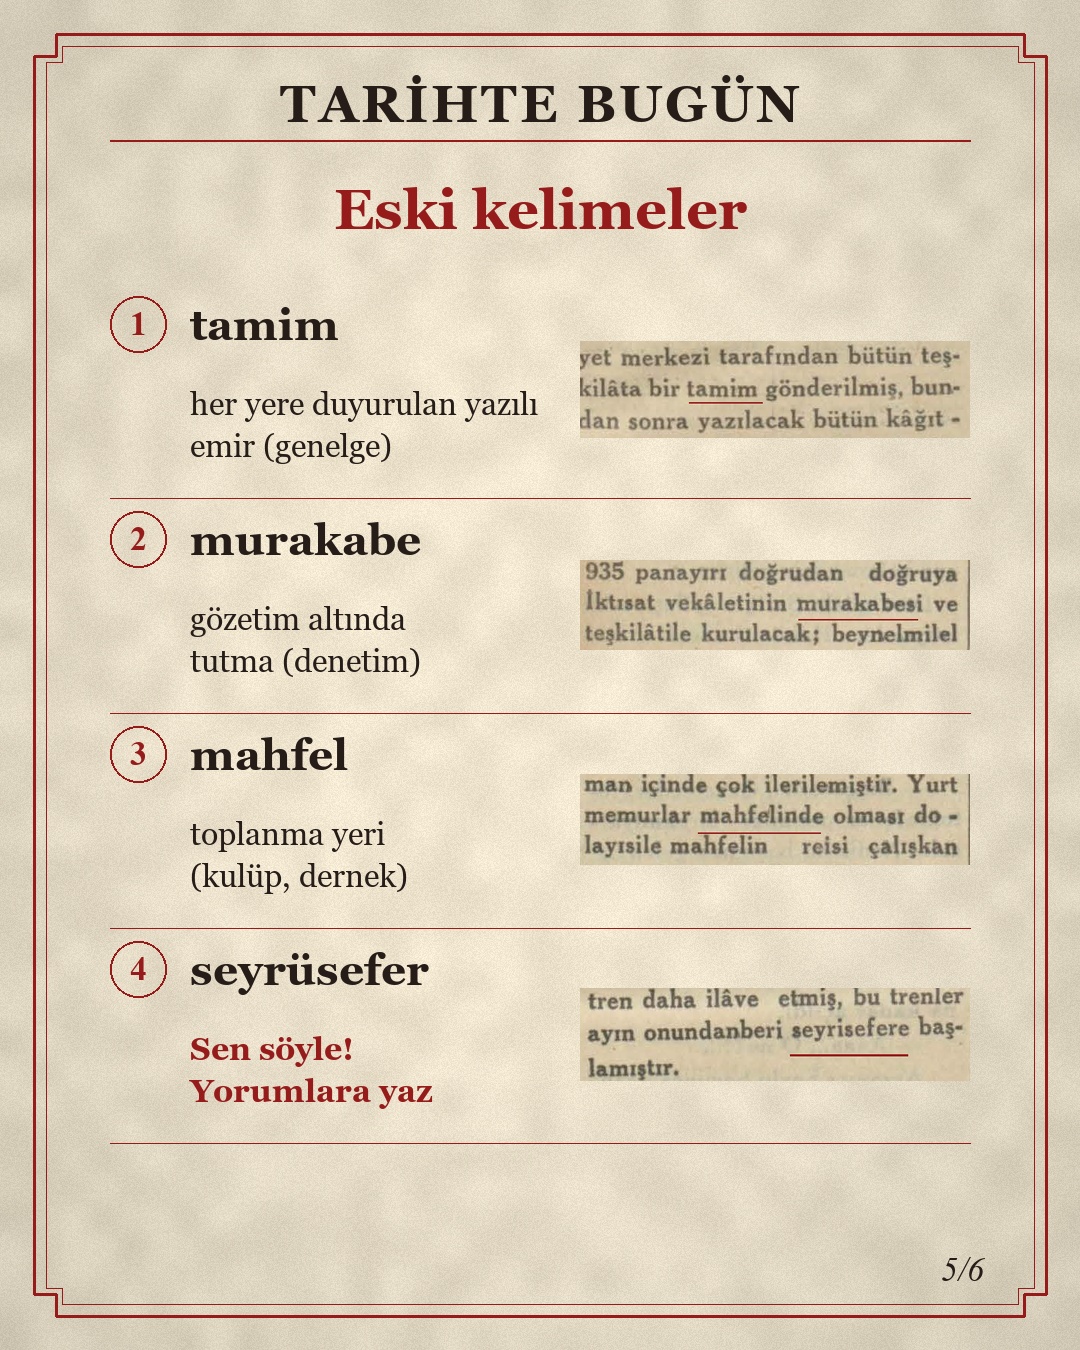 TARİHTE BUGÜN
Eski kelimeler
1 tamim
her yere duyurulan yazılı
emir (genelge)
yet merkezi tarafından bütün teş-
kilâta bir tamim gönderilmiş, bun-
dan sonra yazılacak bütün kâğıt -
2 murakabe
gözetim altında
tutma (denetim)
935 panayırı doğrudan doğruya
İktısat vekâletinin murakabesi ve
teşkilâtile kurulacak; beynelmilel
3 mahfel
toplanma yeri
(kulüp, dernek)
man içinde çok ilerilemiştir. Yurt
memurlar mahfelinde olması do -
layısile mahfelin reisi çalışkan
4 seyrüsefer
Sen söyle!
Yorumlara yaz
tren daha ilâve etmiş, bu trenler
ayın onundanberi seyrisefere baş-
lamıştır.
5/6